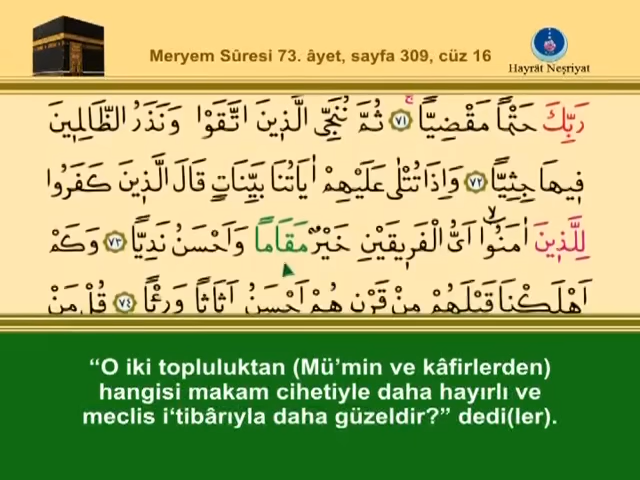 Meryem Sûresi 73. âyet, sayfa 309, cüz 16
Hayrât Neşriyat
رَبِّكَ حَتْمًا مَقْضِيًّا ﴿٧١﴾ ثُمَّ نُنَجِّى الَّذِينَ اتَّقَوْا وَنَذَرُ الظَّالِمِينَ
فِيهَا جِثِيًّا ﴿٧٢﴾ وَاِذَا تُتْلٰى عَلَيْهِمْ اٰيَاتُنَا بَيِّنَاتٍ قَالَ الَّذِينَ كَفَرُوا
لِلَّذِينَ اٰمَنُوا اَىُّ الْفَرِيقَيْنِ خَيْرٌ مَقَامًا وَاَحْسَنُ نَدِيًّا ﴿٧٣﴾ وَكَمْ
اَهْلَكْنَا قَبْلَهُمْ مِنْ قَرْنٍ هُمْ اَحْسَنُ اَثَاثًا وَرِءْيًا ﴿٧٤﴾ قُلْ مَنْ
“O iki topluluktan (Mü’min ve kâfirlerden)
hangisi makam cihetiyle daha hayırlı ve
meclis i‘tibârıyla daha güzeldir?” dedi(ler).